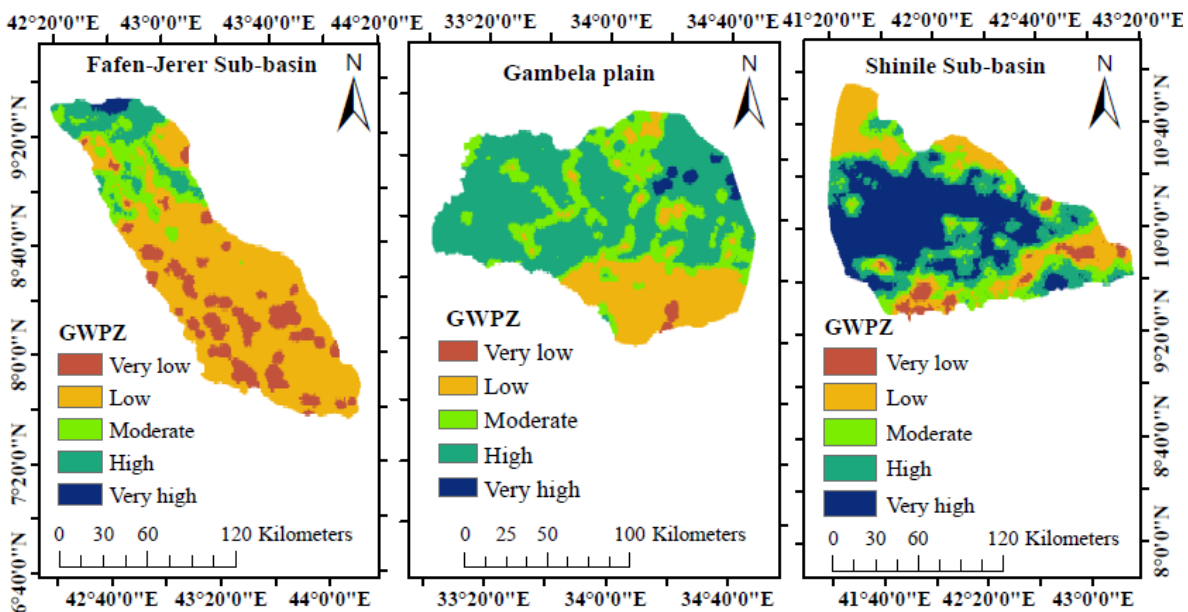 42°20'0"E 43°0'0"E 43°40'0"E 44°20'0"E
33°20'0"E 34°0'0"E 34°40'0"E
41°20'0"E 42°0'0"E 42°40'0"E 43°20'0"E
9°20'0"N
8°40'0"N
8°0'0"N
7°20'0"N
6°40'0"N
Fafen-Jerer Sub-basin
N
GWPZ
Very low
Low
Moderate
High
Very high
0 30 60 120 Kilometers
42°40'0"E 43°20'0"E 44°0'0"E
Gambela plain
N
GWPZ
Very low
Low
Moderate
High
Very high
0 25 50 100 Kilometers
33°20'0"E 34°0'0"E 34°40'0"E
Shinile Sub-basin
N
GWPZ
Very low
Low
Moderate
High
Very high
0 30 60 120 Kilometers
41°40'0"E 42°20'0"E 43°0'0"E
10°40'0"N
10°0'0"N
9°20'0"N
8°40'0"N
8°0'0"N